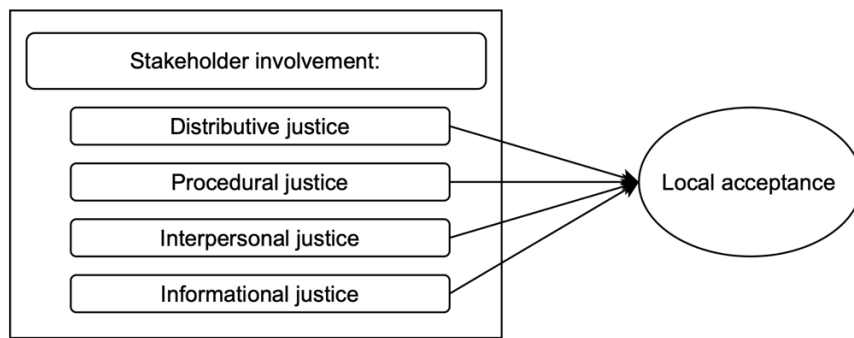 Stakeholder involvement:
Distributive justice
Procedural justice
Interpersonal justice
Informational justice
Local acceptance